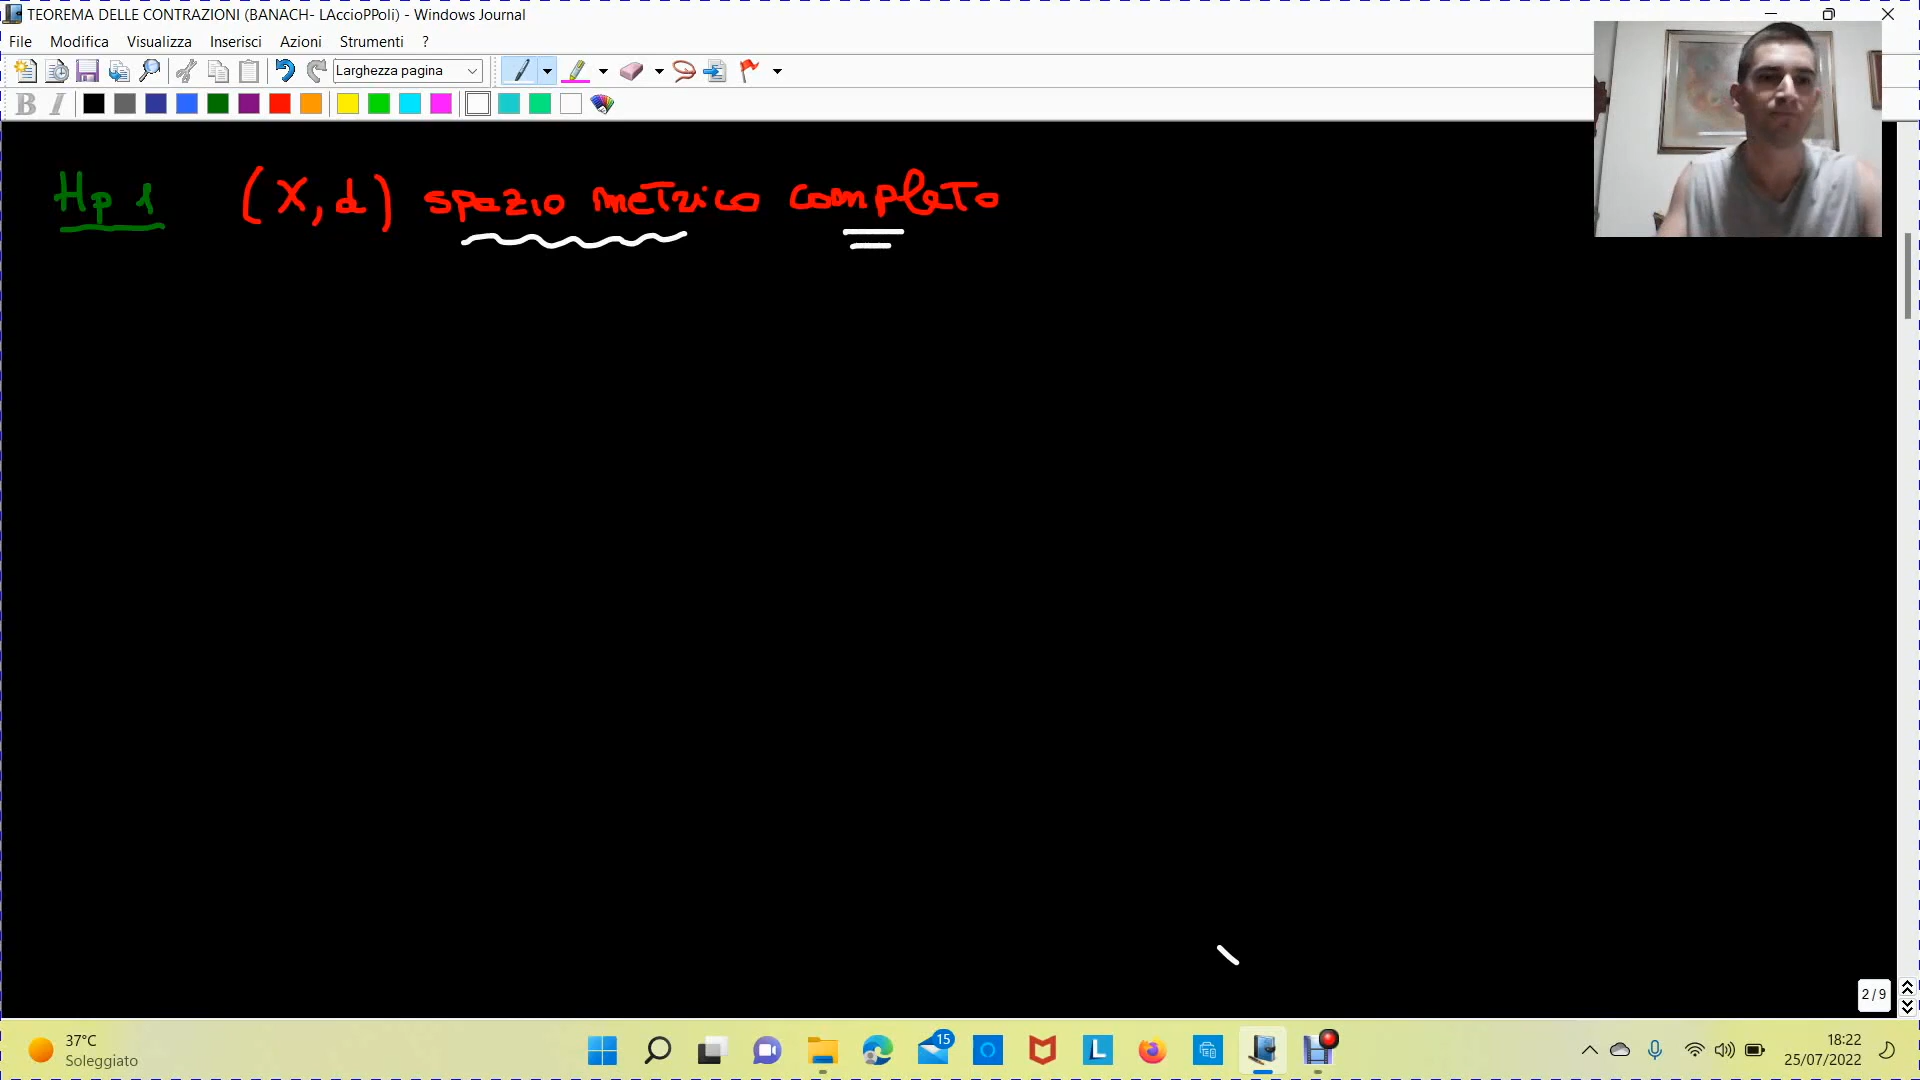 TEOREMA DELLE CONTRAZIONI (BANACH- LAccioPPoli) - Windows Journal
File Modifica Visualizza Inserisci Azioni Strumenti ?
Larghezza pagina
B I
Hp 1 (X, d) spazio metrico completo
2 / 9
37°C
Soleggiato
15
18:22
25/07/2022